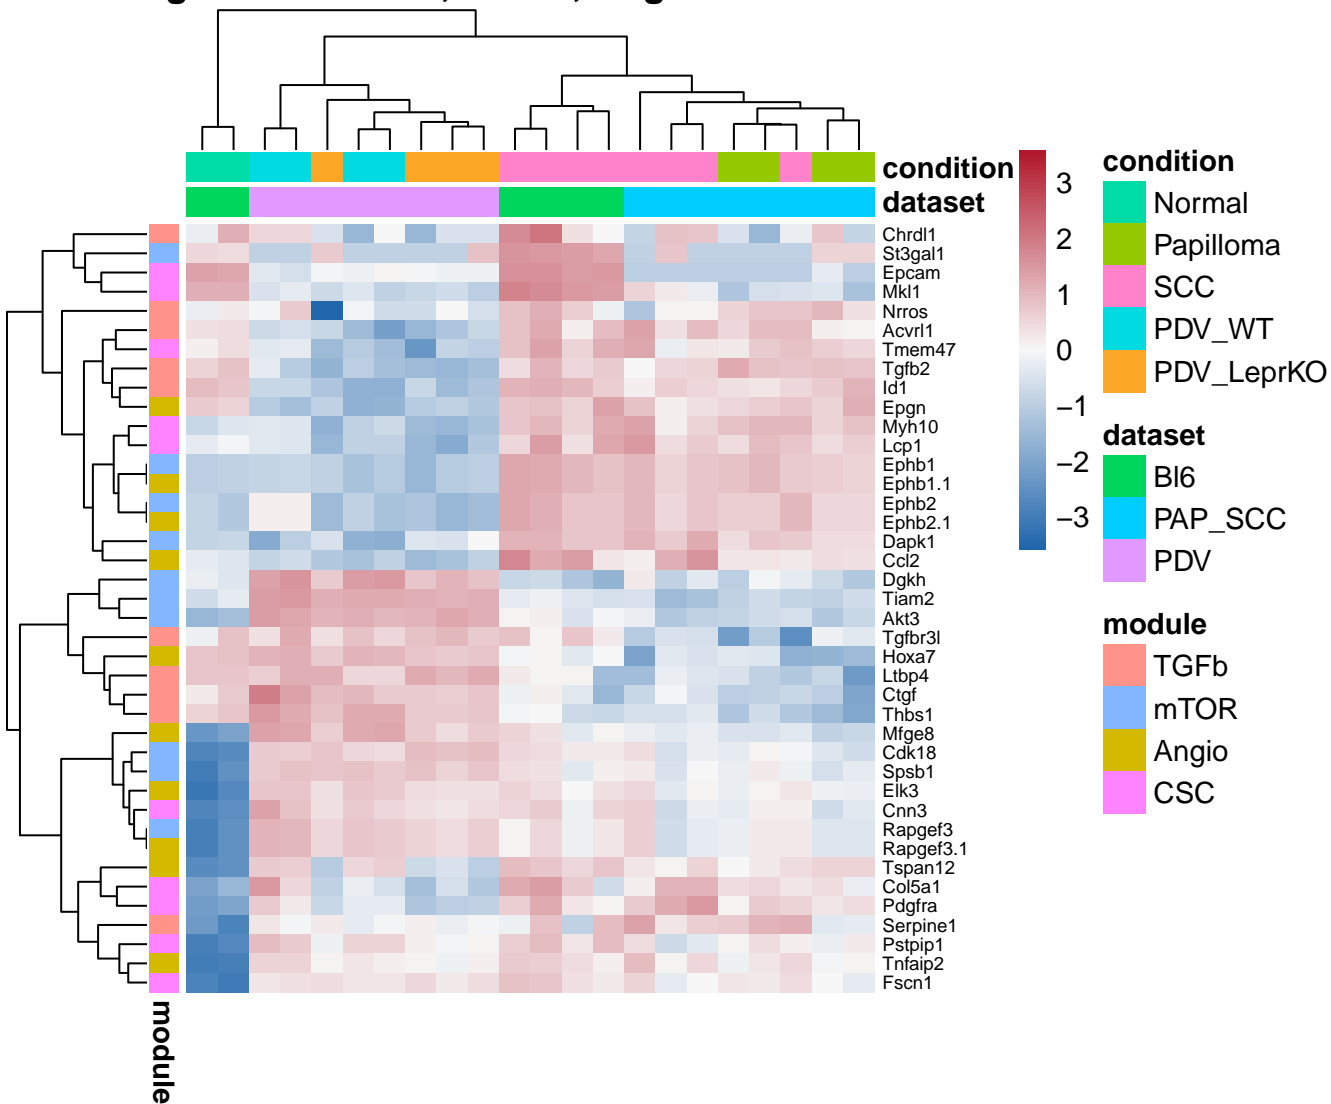 condition
dataset
Chrdl1
St3gal1
Epcam
Mkl1
Nrros
Acvrl1
Tmem47
Tgfb2
Id1
Epgn
Myh10
Lcp1
Ephb1
Ephb1.1
Ephb2
Ephb2.1
Dapk1
Ccl2
Dgkh
Tiam2
Akt3
Tgfbr3l
Hoxa7
Ltbp4
Ctgf
Thbs1
Mfge8
Cdk18
Spsb1
Elk3
Cnn3
Rapgef3
Rapgef3.1
Tspan12
Col5a1
Pdgfra
Serpine1
Pstpip1
Tnfaip2
Fscn1
module
3
2
1
0
−1
−2
−3
condition
Normal
Papilloma
SCC
PDV_WT
PDV_LeprKO
dataset
Bl6
PAP_SCC
PDV
module
TGFb
mTOR
Angio
CSC